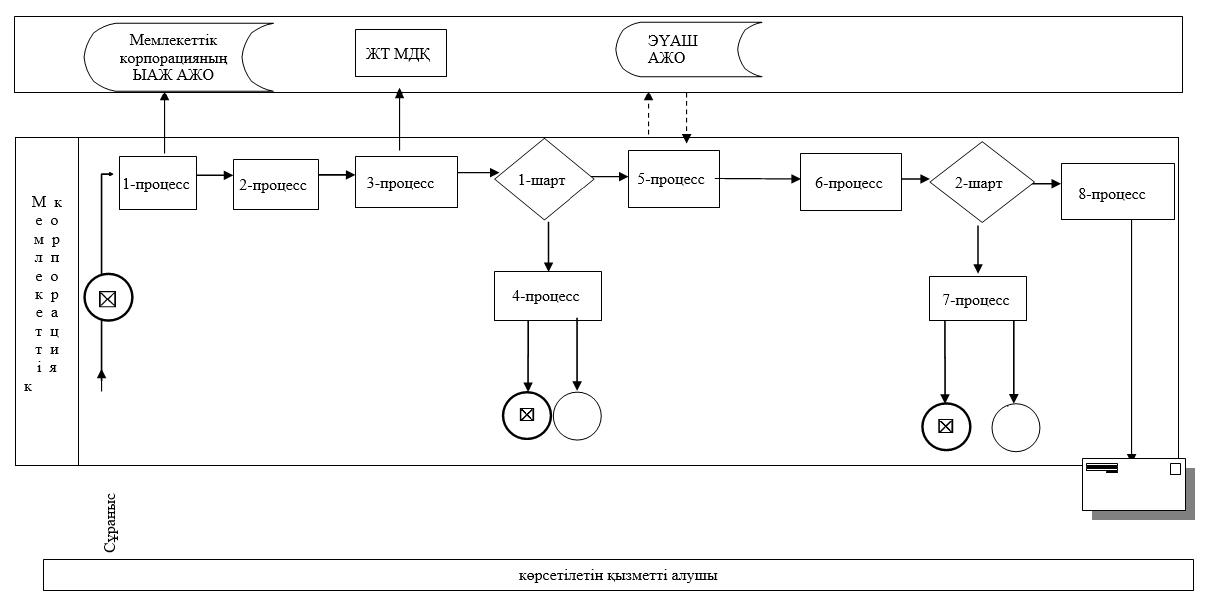 Мемлекеттік
корпорацияның
ЫАЖ АЖО
ЖТ МДҚ
ЭҮАШ
АЖО
1-процесс
2-процесс
3-процесс
1-шарт
5-процесс
6-процесс
2-шарт
8-процесс
4-процесс
7-процесс
Мемлекеттік
корпорация
Сұраныс
көрсетілетін қызметті алушы